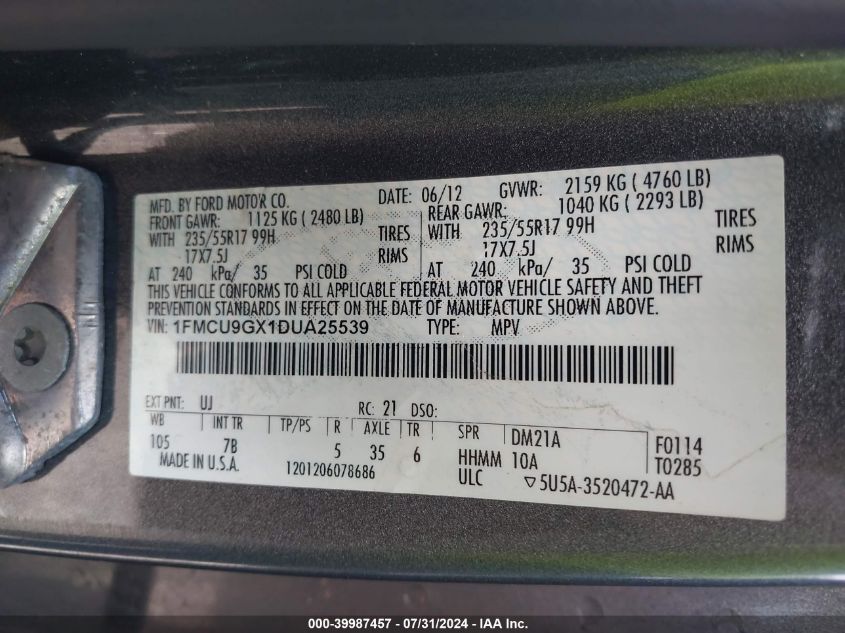 MFD. BY FORD MOTOR CO. DATE: 06/12 GVWR: 2159 KG ( 4760 LB)
FRONT GAWR: 1125 KG ( 2480 LB) REAR GAWR: 1040 KG ( 2293 LB)
WITH 235/55R17 99H TIRES WITH 235/55R17 99H TIRES
17X7.5J RIMS 17X7.5J RIMS
AT 240 kPa/ 35 PSI COLD AT 240 kPa/ 35 PSI COLD
THIS VEHICLE CONFORMS TO ALL APPLICABLE FEDERAL MOTOR VEHICLE SAFETY AND THEFT
PREVENTION STANDARDS IN EFFECT ON THE DATE OF MANUFACTURE SHOWN ABOVE.
VIN: 1FMCU9GX1DUA25539 TYPE: MPV
EXT PNT: UJ RC: 21 DSO:
WB INT TR TP/PS R AXLE TR SPR DM21A F0114
105 7B 5 35 6 HHMM 10A T0285
MADE IN U.S.A. 1201206078686 ULC ▽5U5A-3520472-AA
000-39987457 / 07/31/2024 - IAA Inc.